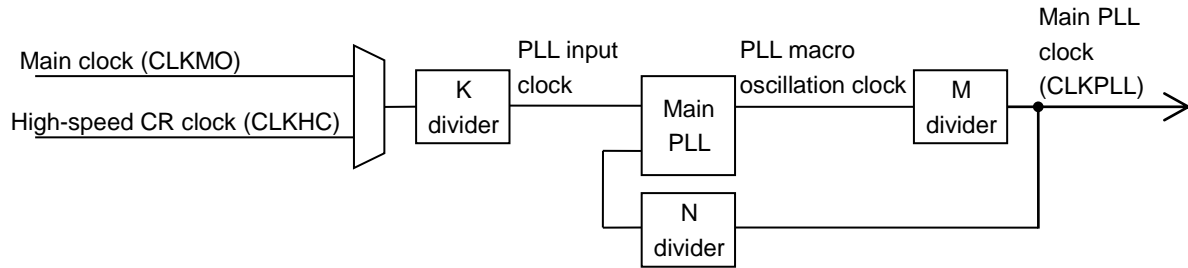 Main clock (CLKMO)
High-speed CR clock (CLKHC)
K
divider
PLL input
clock
Main
PLL
PLL macro
oscillation clock
M
divider
Main PLL
clock
(CLKPLL)
N
divider